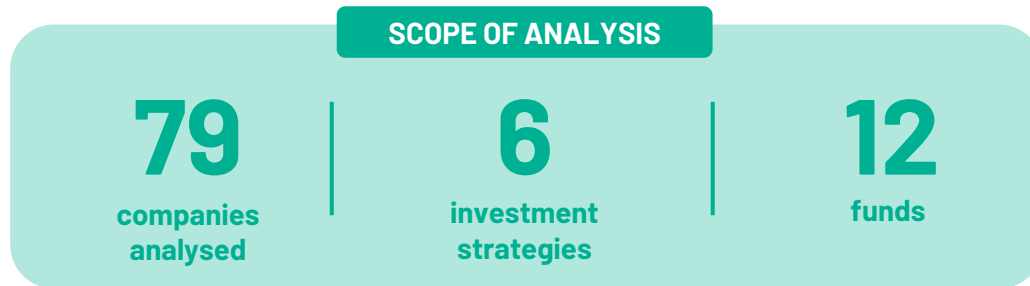 SCOPE OF ANALYSIS
79
companies
analysed
6
investment
strategies
12
funds